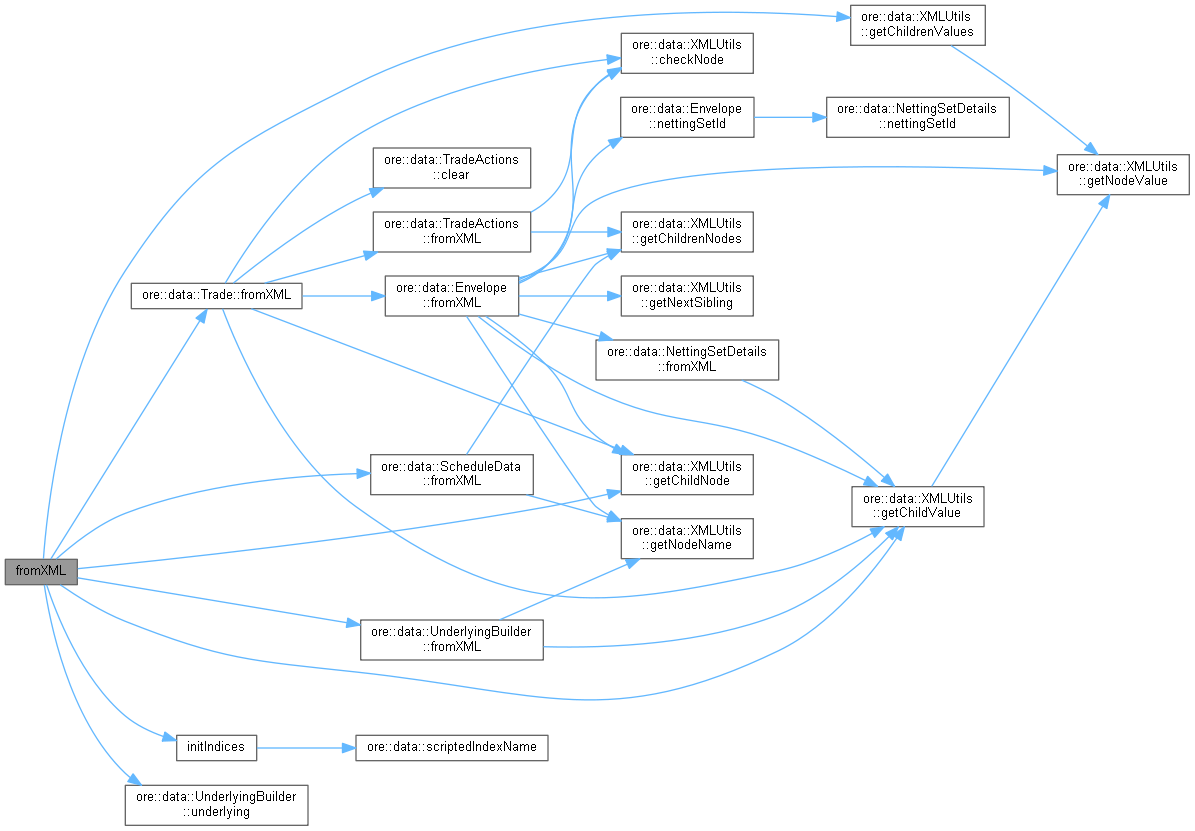 ore::data::XMLUtils
::getChildrenValues
ore::data::XMLUtils
::checkNode
ore::data::Envelope
::nettingSetId
ore::data::NettingSetDetails
::nettingSetId
ore::data::TradeActions
::clear
ore::data::XMLUtils
::getNodeValue
ore::data::TradeActions
::fromXML
ore::data::XMLUtils
::getChildrenNodes
ore::data::Trade::fromXML
ore::data::Envelope
::fromXML
ore::data::XMLUtils
::getNextSibling
ore::data::NettingSetDetails
::fromXML
ore::data::ScheduleData
::fromXML
ore::data::XMLUtils
::getChildNode
ore::data::XMLUtils
::getChildValue
ore::data::XMLUtils
::getNodeName
fromXML
ore::data::UnderlyingBuilder
::fromXML
initIndices
ore::data::scriptedIndexName
ore::data::UnderlyingBuilder
::underlying